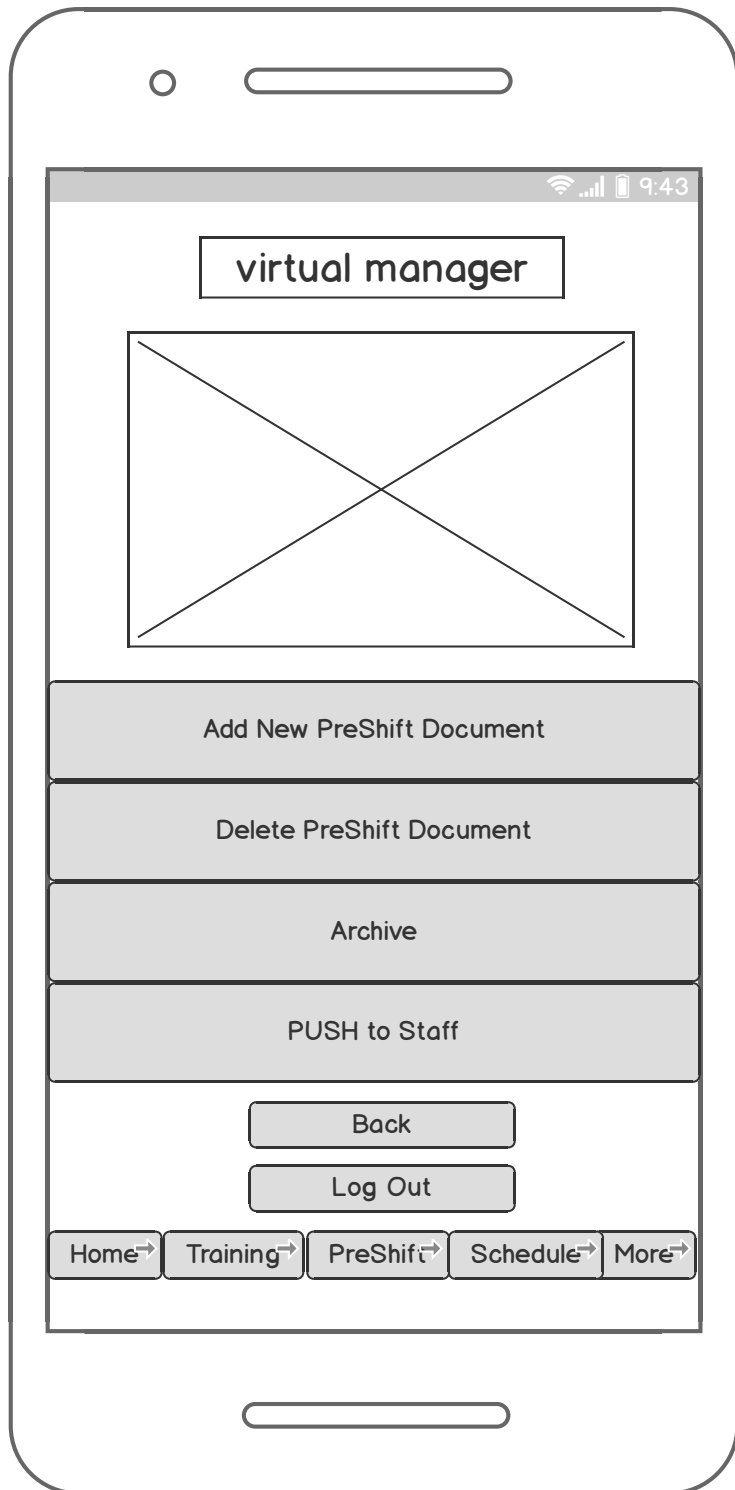 9:43
virtual manager
Add New PreShift Document
Delete PreShift Document
Archive
PUSH to Staff
Back
Log Out
Home Training PreShift Schedule More